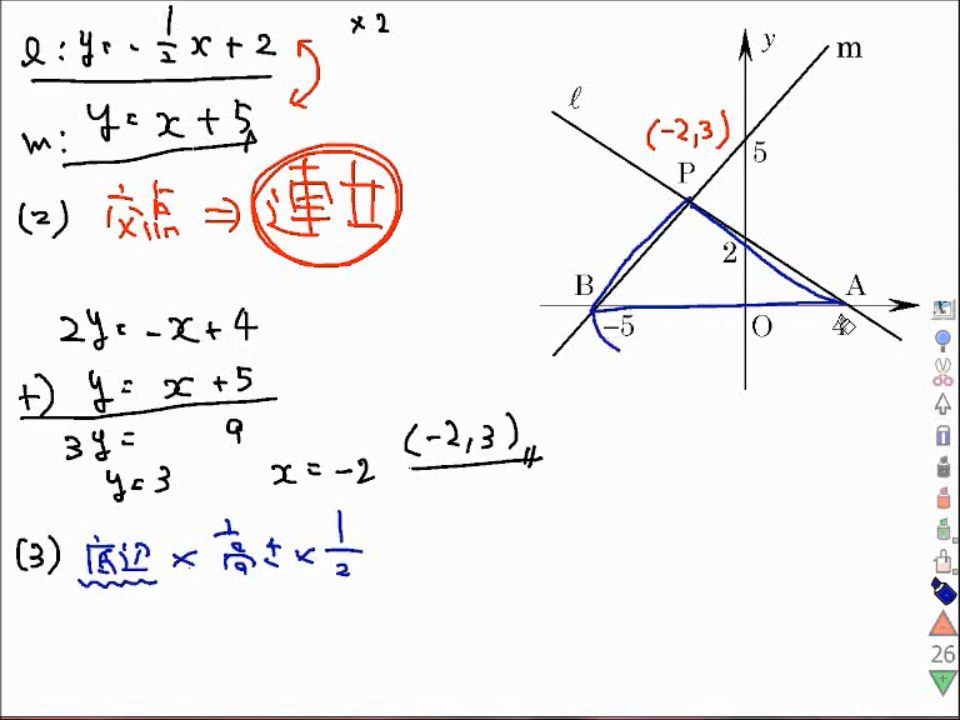 ℓ : y = -1/2 x + 2
× 2
m : y = x + 5
(2) 交点 ⇒ 連立
2y = -x + 4
+) y = x + 5
3y = 9
y = 3
x = -2
(-2, 3)
(3) 底辺 × 高さ × 1/2
y
m
ℓ
(-2, 3)
5
P
2
B
A
-5
O
4
x
26